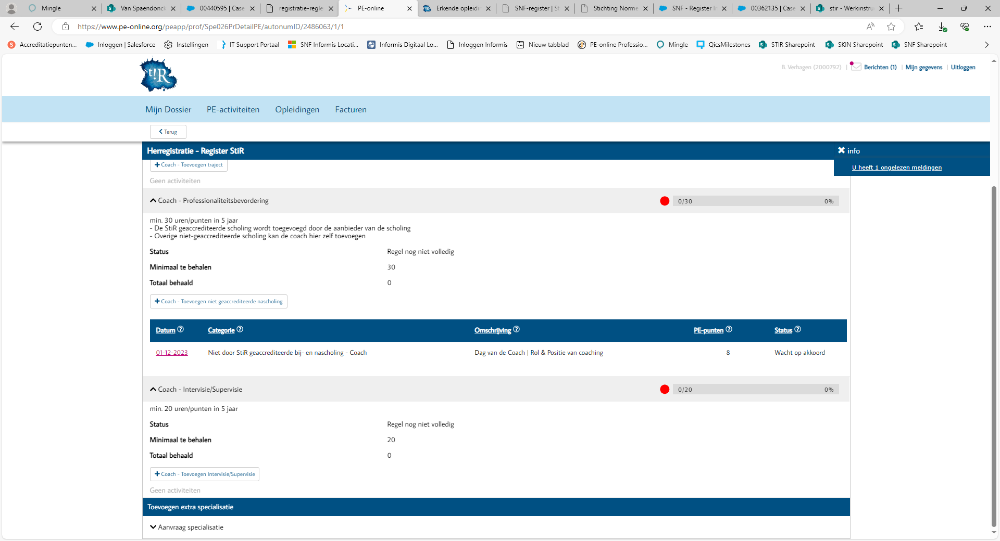 Mingle
Van Spaendonck
00440595 | Case
registratie-regle
PE-online
Erkende opleidin
SNF-register | St
Stichting Norme
SNF - Register In
00362135 | Case
stir - Werkinstru
https://www.pe-online.org/peapp/prof/Spe026PrDetailPE/autonumID/2486063/1/1
Accreditatiepunten...
Inloggen | Salesforce
Instellingen
IT Support Portaal
SNF Informis Locati...
Informis Digitaal Lo...
Inloggen Informis
Nieuw tabblad
PE-online Professio...
Mingle
QicsMilestones
STIR Sharepoint
SKIN Sharepoint
SNF Sharepoint
st!R
B. Verhagen (2000792) | Berichten (1) | Mijn gegevens | Uitloggen
Mijn Dossier PE-activiteiten Opleidingen Facturen
Terug
Herregistratie - Register StiR
info
U heeft 1 ongelezen meldingen
+ Coach - Toevoegen traject
Geen activiteiten
Coach - Professionaliteitsbevordering 0/30 0%
min. 30 uren/punten in 5 jaar
- De StiR geaccrediteerde scholing wordt toegevoegd door de aanbieder van de scholing
- Overige niet-geaccrediteerde scholing kan de coach hier zelf toevoegen
Status Regel nog niet volledig
Minimaal te behalen 30
Totaal behaald 0
+ Coach - Toevoegen niet geaccrediteerde nascholing
Datum ? Categorie ? Omschrijving ? PE-punten ? Status ?
01-12-2023 Niet door StiR geaccrediteerde bij- en nascholing - Coach Dag van de Coach | Rol & Positie van coaching 8 Wacht op akkoord
Coach - Intervisie/Supervisie 0/20 0%
min. 20 uren/punten in 5 jaar
Status Regel nog niet volledig
Minimaal te behalen 20
Totaal behaald 0
+ Coach - Toevoegen Intervisie/Supervisie
Geen activiteiten
Toevoegen extra specialisatie
Aanvraag specialisatie